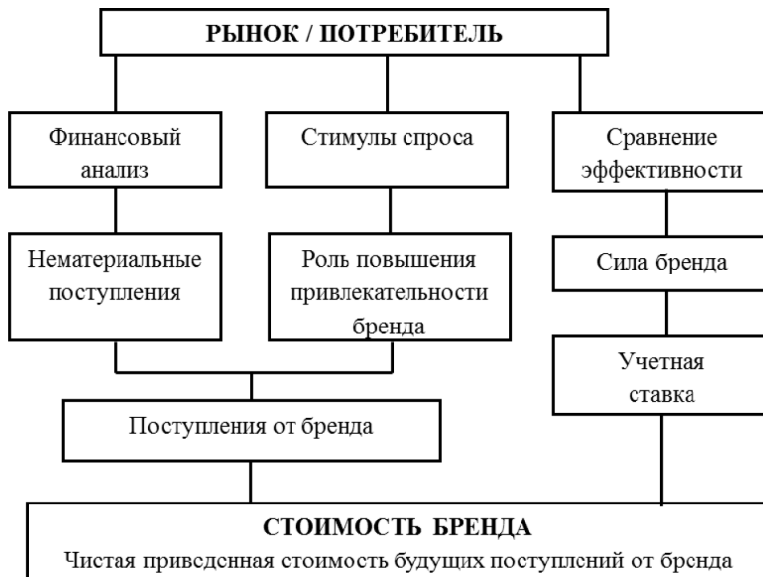 РЫНОК / ПОТРЕБИТЕЛЬ
Финансовый
анализ
Стимулы спроса
Сравнение
эффективности
Нематериальные
поступления
Роль повышения
привлекательности
бренда
Сила бренда
Учетная
ставка
Поступления от бренда
СТОИМОСТЬ БРЕНДА
Чистая приведенная стоимость будущих поступлений от бренда